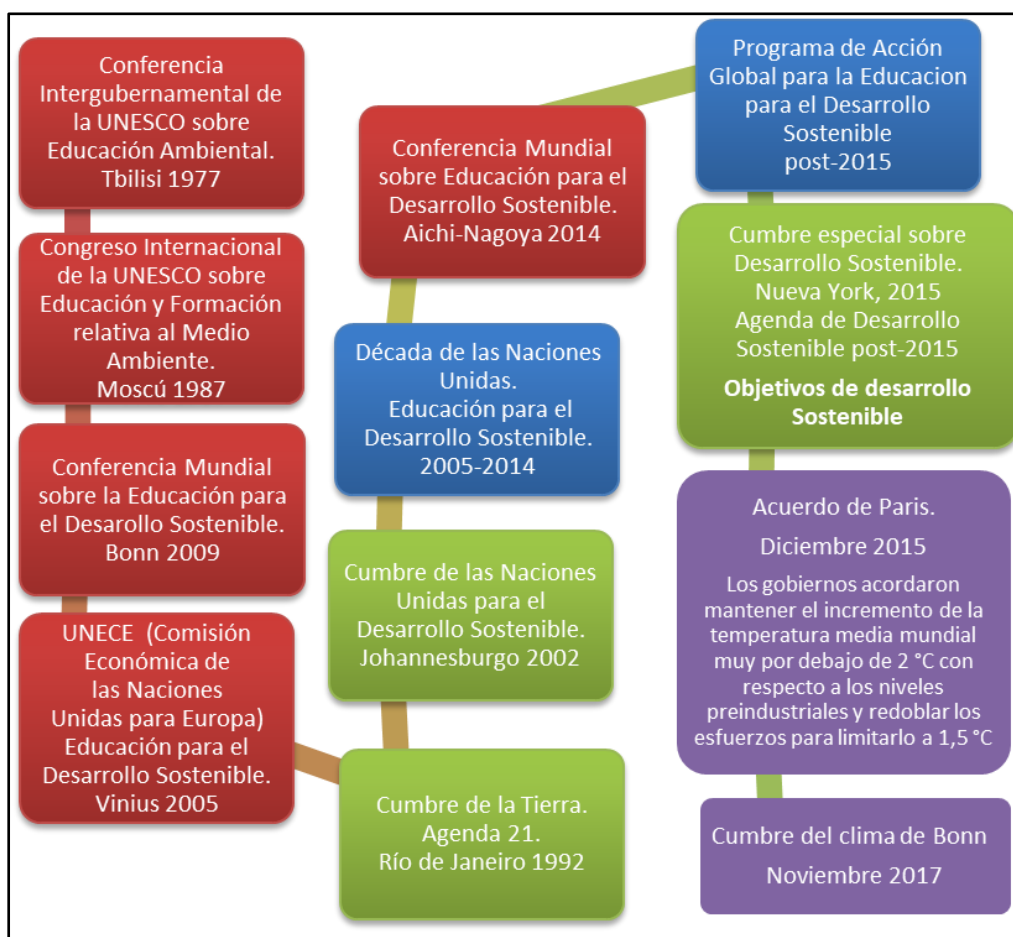 Conferencia
Intergubernamental de
la UNESCO sobre
Educación Ambiental.
Tbilisi 1977
Congreso Internacional
de la UNESCO sobre
Educación y Formación
relativa al Medio
Ambiente.
Moscú 1987
Conferencia Mundial
sobre la Educación para
el Desarollo Sostenible.
Bonn 2009
UNECE (Comisión
Económica de
las Naciones
Unidas para Europa)
Educación para el
Desarrollo Sostenible.
Vinius 2005
Cumbre de la Tierra.
Agenda 21.
Río de Janeiro 1992
Cumbre de las Naciones
Unidas para el
Desarrollo Sostenible.
Johannesburgo 2002
Década de las Naciones
Unidas.
Educación para el
Desarrollo Sostenible.
2005-2014
Conferencia Mundial
sobre Educación para el
Desarrollo Sostenible.
Aichi-Nagoya 2014
Programa de Acción
Global para la Educacion
para el Desarrollo
Sostenible
post-2015
Cumbre especial sobre
Desarrollo Sostenible.
Nueva York, 2015
Agenda de Desarrollo
Sostenible post-2015
Objetivos de desarrollo
Sostenible
Acuerdo de Paris.
Diciembre 2015
Los gobiernos acordaron
mantener el incremento de la
temperatura media mundial
muy por debajo de 2 °C con
respecto a los niveles
preindustriales y redoblar los
esfuerzos para limitarlo a 1,5 °C
Cumbre del clima de Bonn
Noviembre 2017